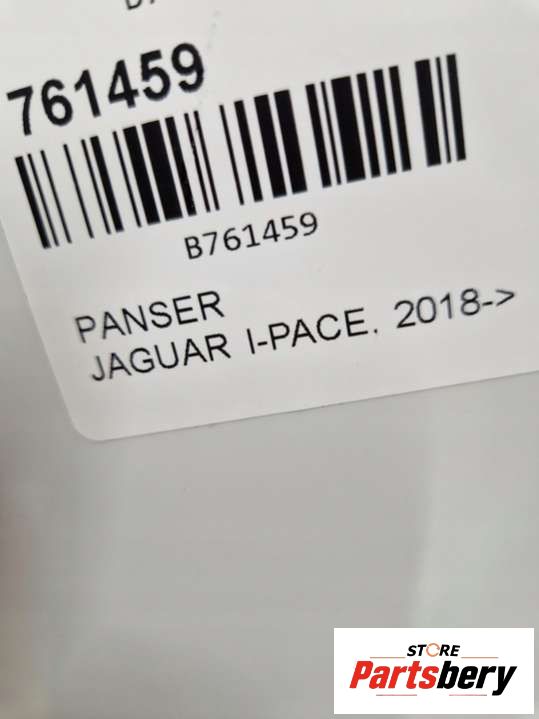 761459
B761459
PANSER
JAGUAR I-PACE. 2018->
STORE
Partsbery